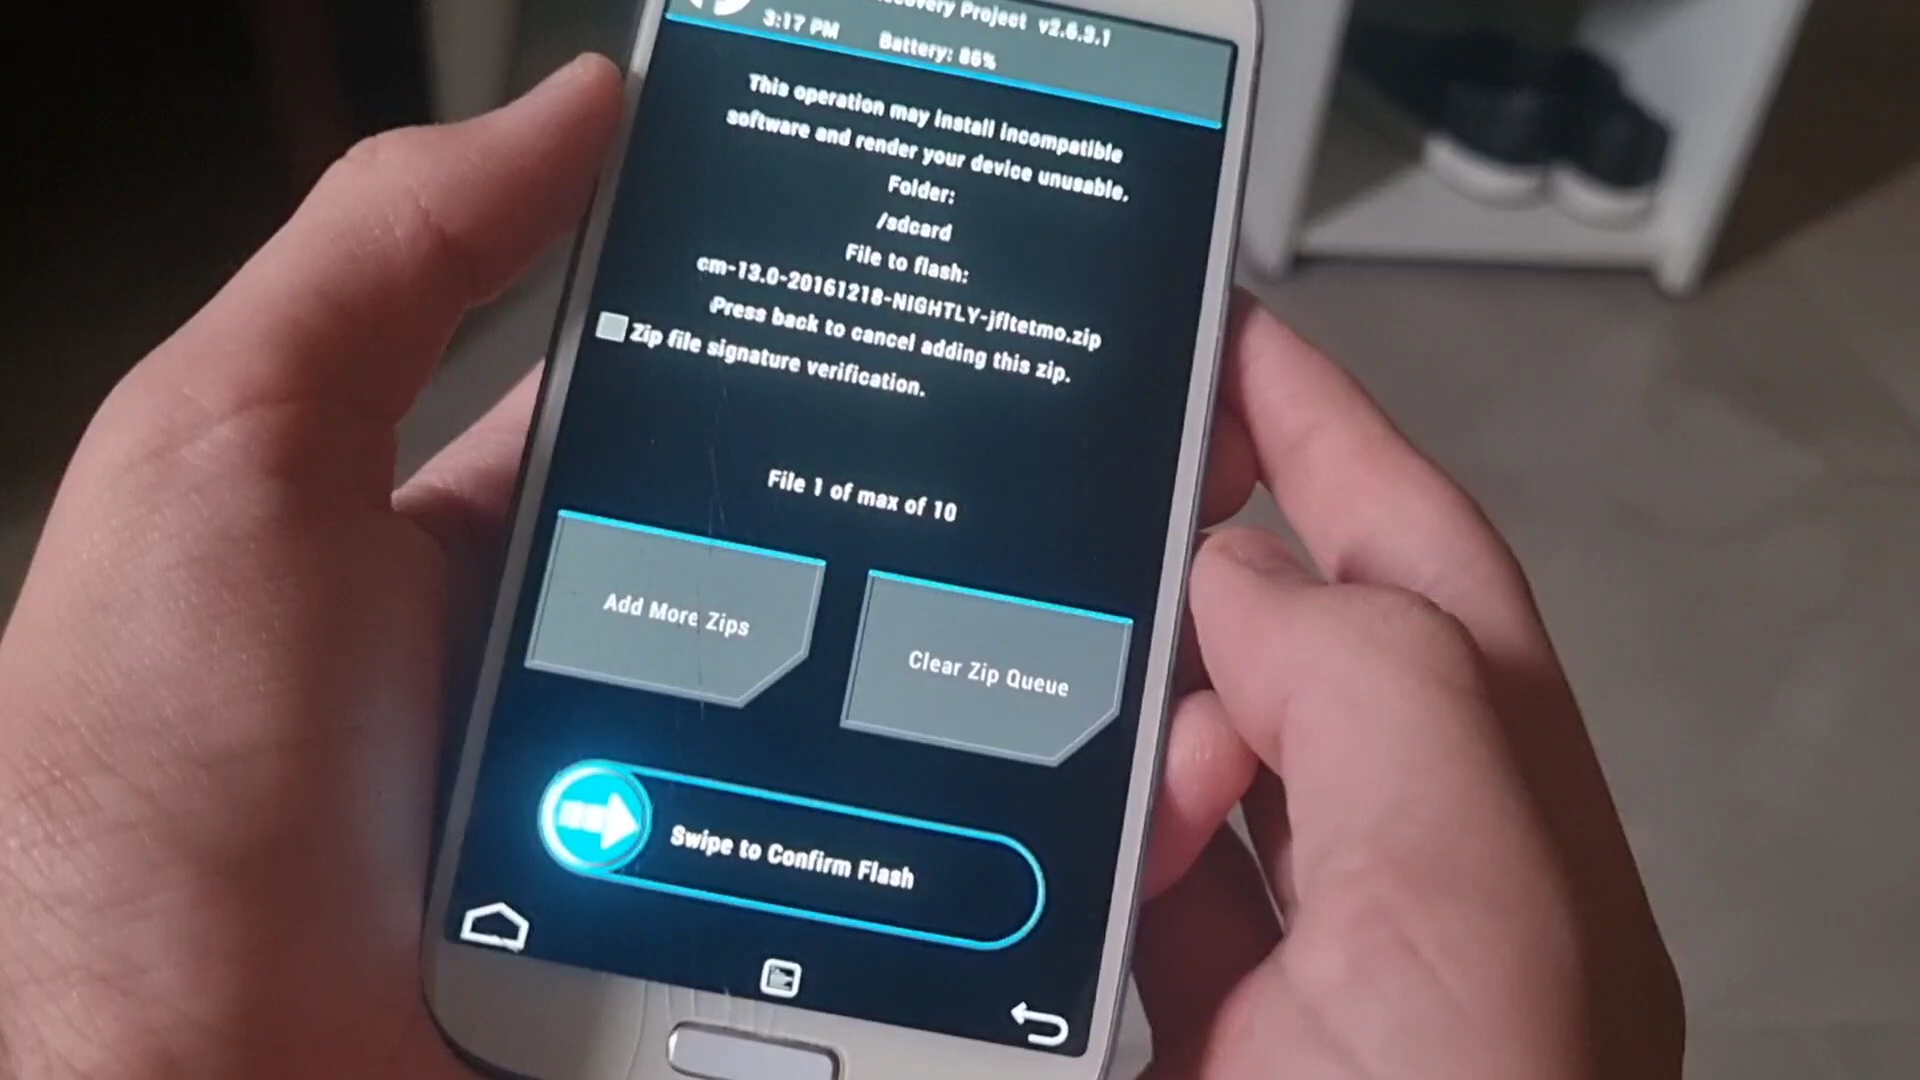 Recovery Project v2.6.3.1
3:17 PM Battery: 86%
This operation may install incompatible
software and render your device unusable.
Folder:
/sdcard
File to flash:
cm-13.0-20161218-NIGHTLY-jfltetmo.zip
Press back to cancel adding this zip.
Zip file signature verification.
File 1 of max of 10
Add More Zips
Clear Zip Queue
Swipe to Confirm Flash